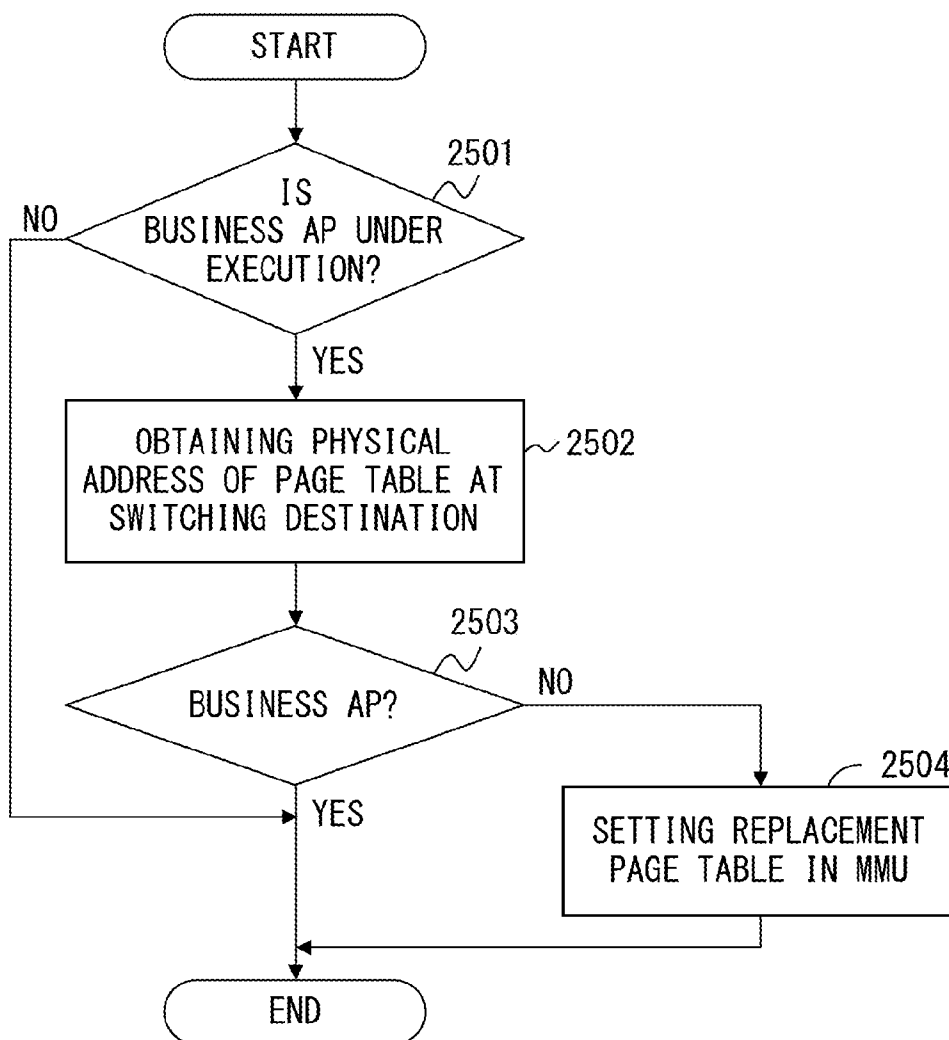 START
2501
IS
BUSINESS AP UNDER
EXECUTION?
NO
YES
OBTAINING PHYSICAL
ADDRESS OF PAGE TABLE AT
SWITCHING DESTINATION
2502
2503
BUSINESS AP?
NO
YES
2504
SETTING REPLACEMENT
PAGE TABLE IN MMU
END